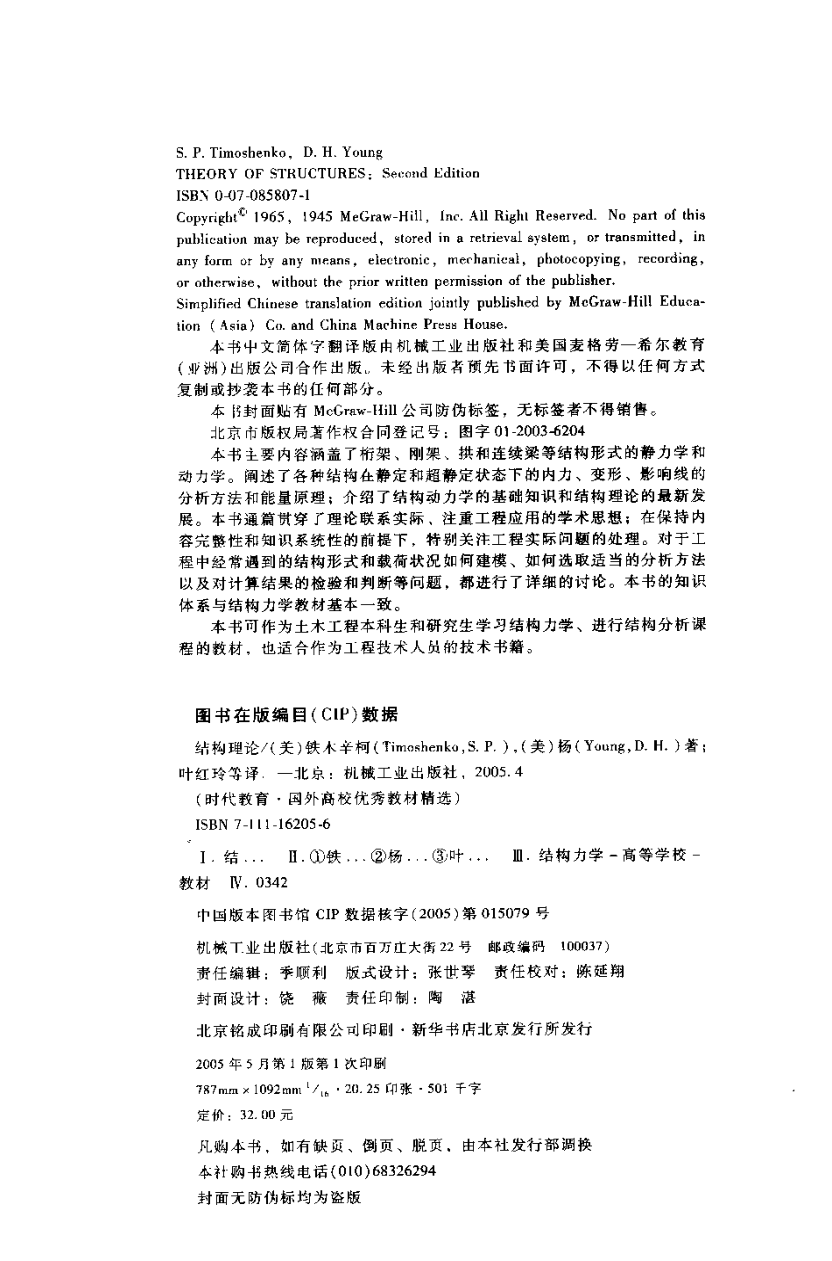 S. P. Timoshenko, D. H. Young
THEORY OF STRUCTURES: Second Edition
ISBN 0-07-085807-1
Copyright© 1965, 1945 McGraw-Hill, Inc. All Right Reserved. No part of this
publication may be reproduced, stored in a retrieval system, or transmitted, in
any form or by any means, electronic, mechanical, photocopying, recording,
or otherwise, without the prior written permission of the publisher.
Simplified Chinese translation edition jointly published by McGraw-Hill Educa-
tion (Asia) Co. and China Machine Press House.
本书中文简体字翻译版由机械工业出版社和美国麦格劳—希尔教育
(亚洲)出版公司合作出版。未经出版者预先书面许可，不得以任何方式
复制或抄袭本书的任何部分。
本书封面贴有 McGraw-Hill 公司防伪标签，无标签者不得销售。
北京市版权局著作权合同登记号：图字 01-2003-6204
本书主要内容涵盖了桁架、刚架、拱和连续梁等结构形式的静力学和
动力学。阐述了各种结构在静定和超静定状态下的内力、变形、影响线的
分析方法和能量原理；介绍了结构动力学的基础知识和结构理论的最新发
展。本书通篇贯穿了理论联系实际、注重工程应用的学术思想；在保持内
容完整性和知识系统性的前提下，特别关注工程实际问题的处理。对于工
程中经常遇到的结构形式和载荷状况如何建模、如何选取适当的分析方法
以及对计算结果的检验和判断等问题，都进行了详细的讨论。本书的知识
体系与结构力学教材基本一致。
本书可作为土木工程本科生和研究生学习结构力学、进行结构分析课
程的教材，也适合作为工程技术人员的技术书籍。
图书在版编目(CIP)数据
结构理论/(美)铁木辛柯(Timoshenko,S. P. ),(美)杨(Young,D. H. )著；
叶红玲等译. —北京：机械工业出版社，2005.4
(时代教育·国外高校优秀教材精选)
ISBN 7-111-16205-6
Ⅰ. 结... Ⅱ.①铁...②杨...③叶... Ⅲ. 结构力学－高等学校－
教材 Ⅳ. O342
中国版本图书馆 CIP 数据核字(2005)第 015079 号
机械工业出版社(北京市百万庄大街 22 号 邮政编码 100037)
责任编辑：季顺利 版式设计：张世琴 责任校对：陈延翔
封面设计：饶 薇 责任印制：陶 湛
北京铭成印刷有限公司印刷·新华书店北京发行所发行
2005 年 5 月第 1 版第 1 次印刷
787mm × 1092mm 1/16 · 20.25 印张 · 501 千字
定价：32.00 元
凡购本书，如有缺页、倒页、脱页，由本社发行部调换
本社购书热线电话(010)68326294
封面无防伪标均为盗版